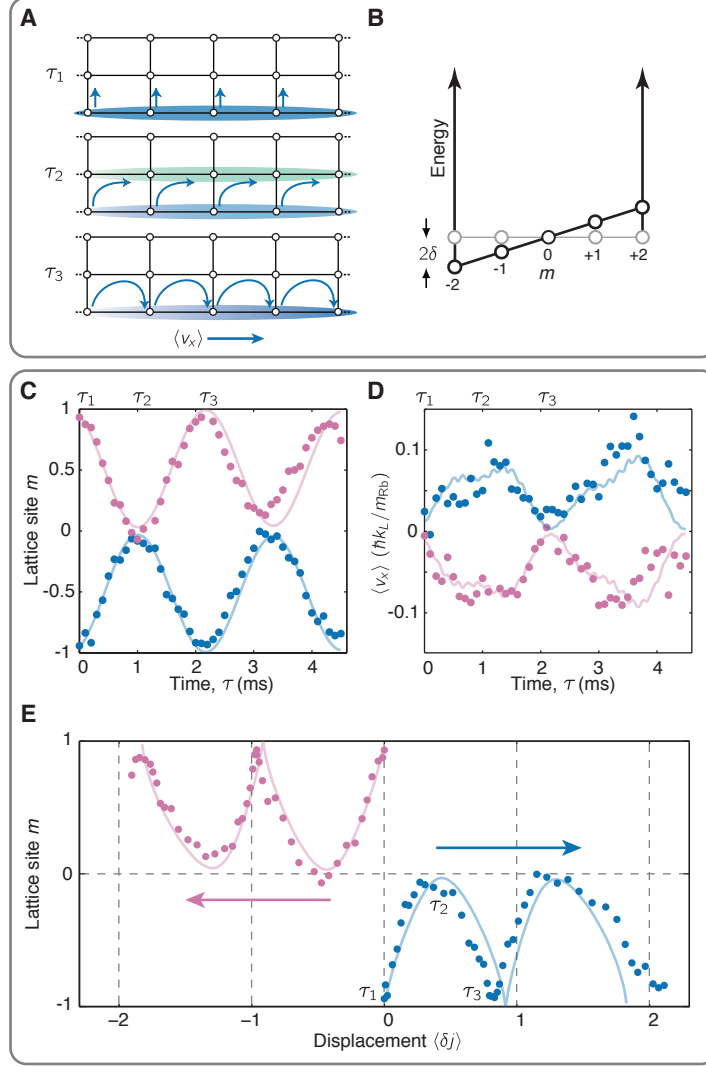 A
τ1
τ2
τ3
⟨vx⟩
B
Energy
2δ
-2
-1
0
+1
+2
m
C
τ1
τ2
τ3
1
0.5
0
-0.5
-1
Lattice site m
0
1
2
3
4
Time, τ (ms)
D
τ1
τ2
τ3
0.1
0
-0.1
⟨vx⟩ (ħkL/mRb)
0
1
2
3
4
Time, τ (ms)
E
1
0
-1
Lattice site m
τ1
τ2
τ3
−2
−1
0
1
2
Displacement ⟨δj⟩